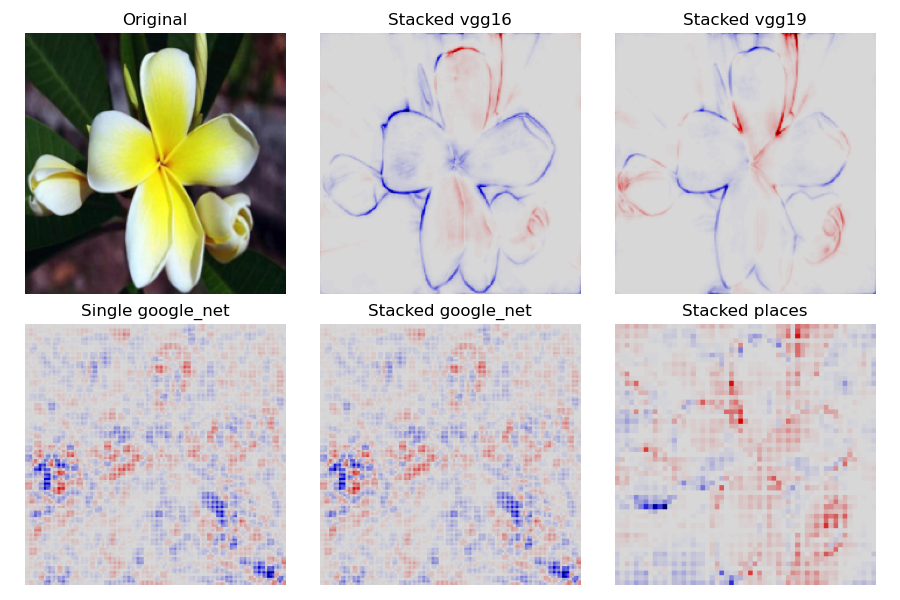 Original
Stacked vgg16
Stacked vgg19
Single google_net
Stacked google_net
Stacked places